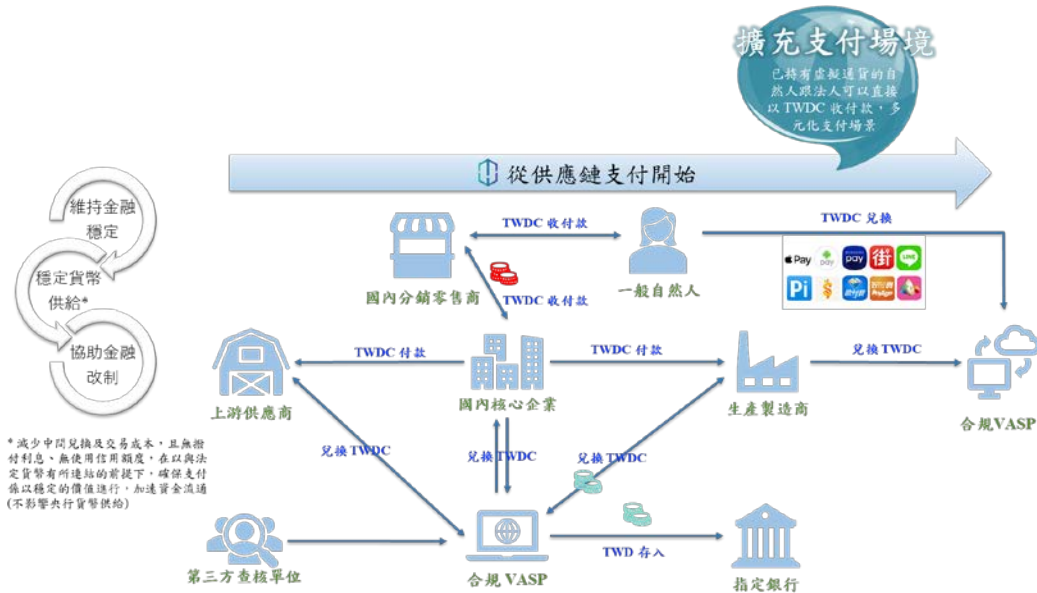 擴充支付場境
已持有虛擬通貨的自
然人跟法人可以直接
以 TWDC 收付款，多
元化支付場景
從供應鏈支付開始
維持金融
穩定
穩定貨幣
供給*
協助金融
改制
* 減少中間兌換及交易成本，且無撥
付利息、無使用信用額度，在以與法
定貨幣有所連結的前提下，確保支付
係以穩定的價值進行，加速資金流通
(不影響央行貨幣供給)
TWDC 收付款
TWDC 兌換
國內分銷零售商
一般自然人
TWDC 收付款
Pay
pay
pay
街
LINE
Pi
TWDC 付款
TWDC 付款
兌換 TWDC
上游供應商
國內核心企業
生產製造商
合規VASP
兌換 TWDC
兌換 TWDC
兌換 TWDC
第三方查核單位
合規 VASP
TWD 存入
指定銀行